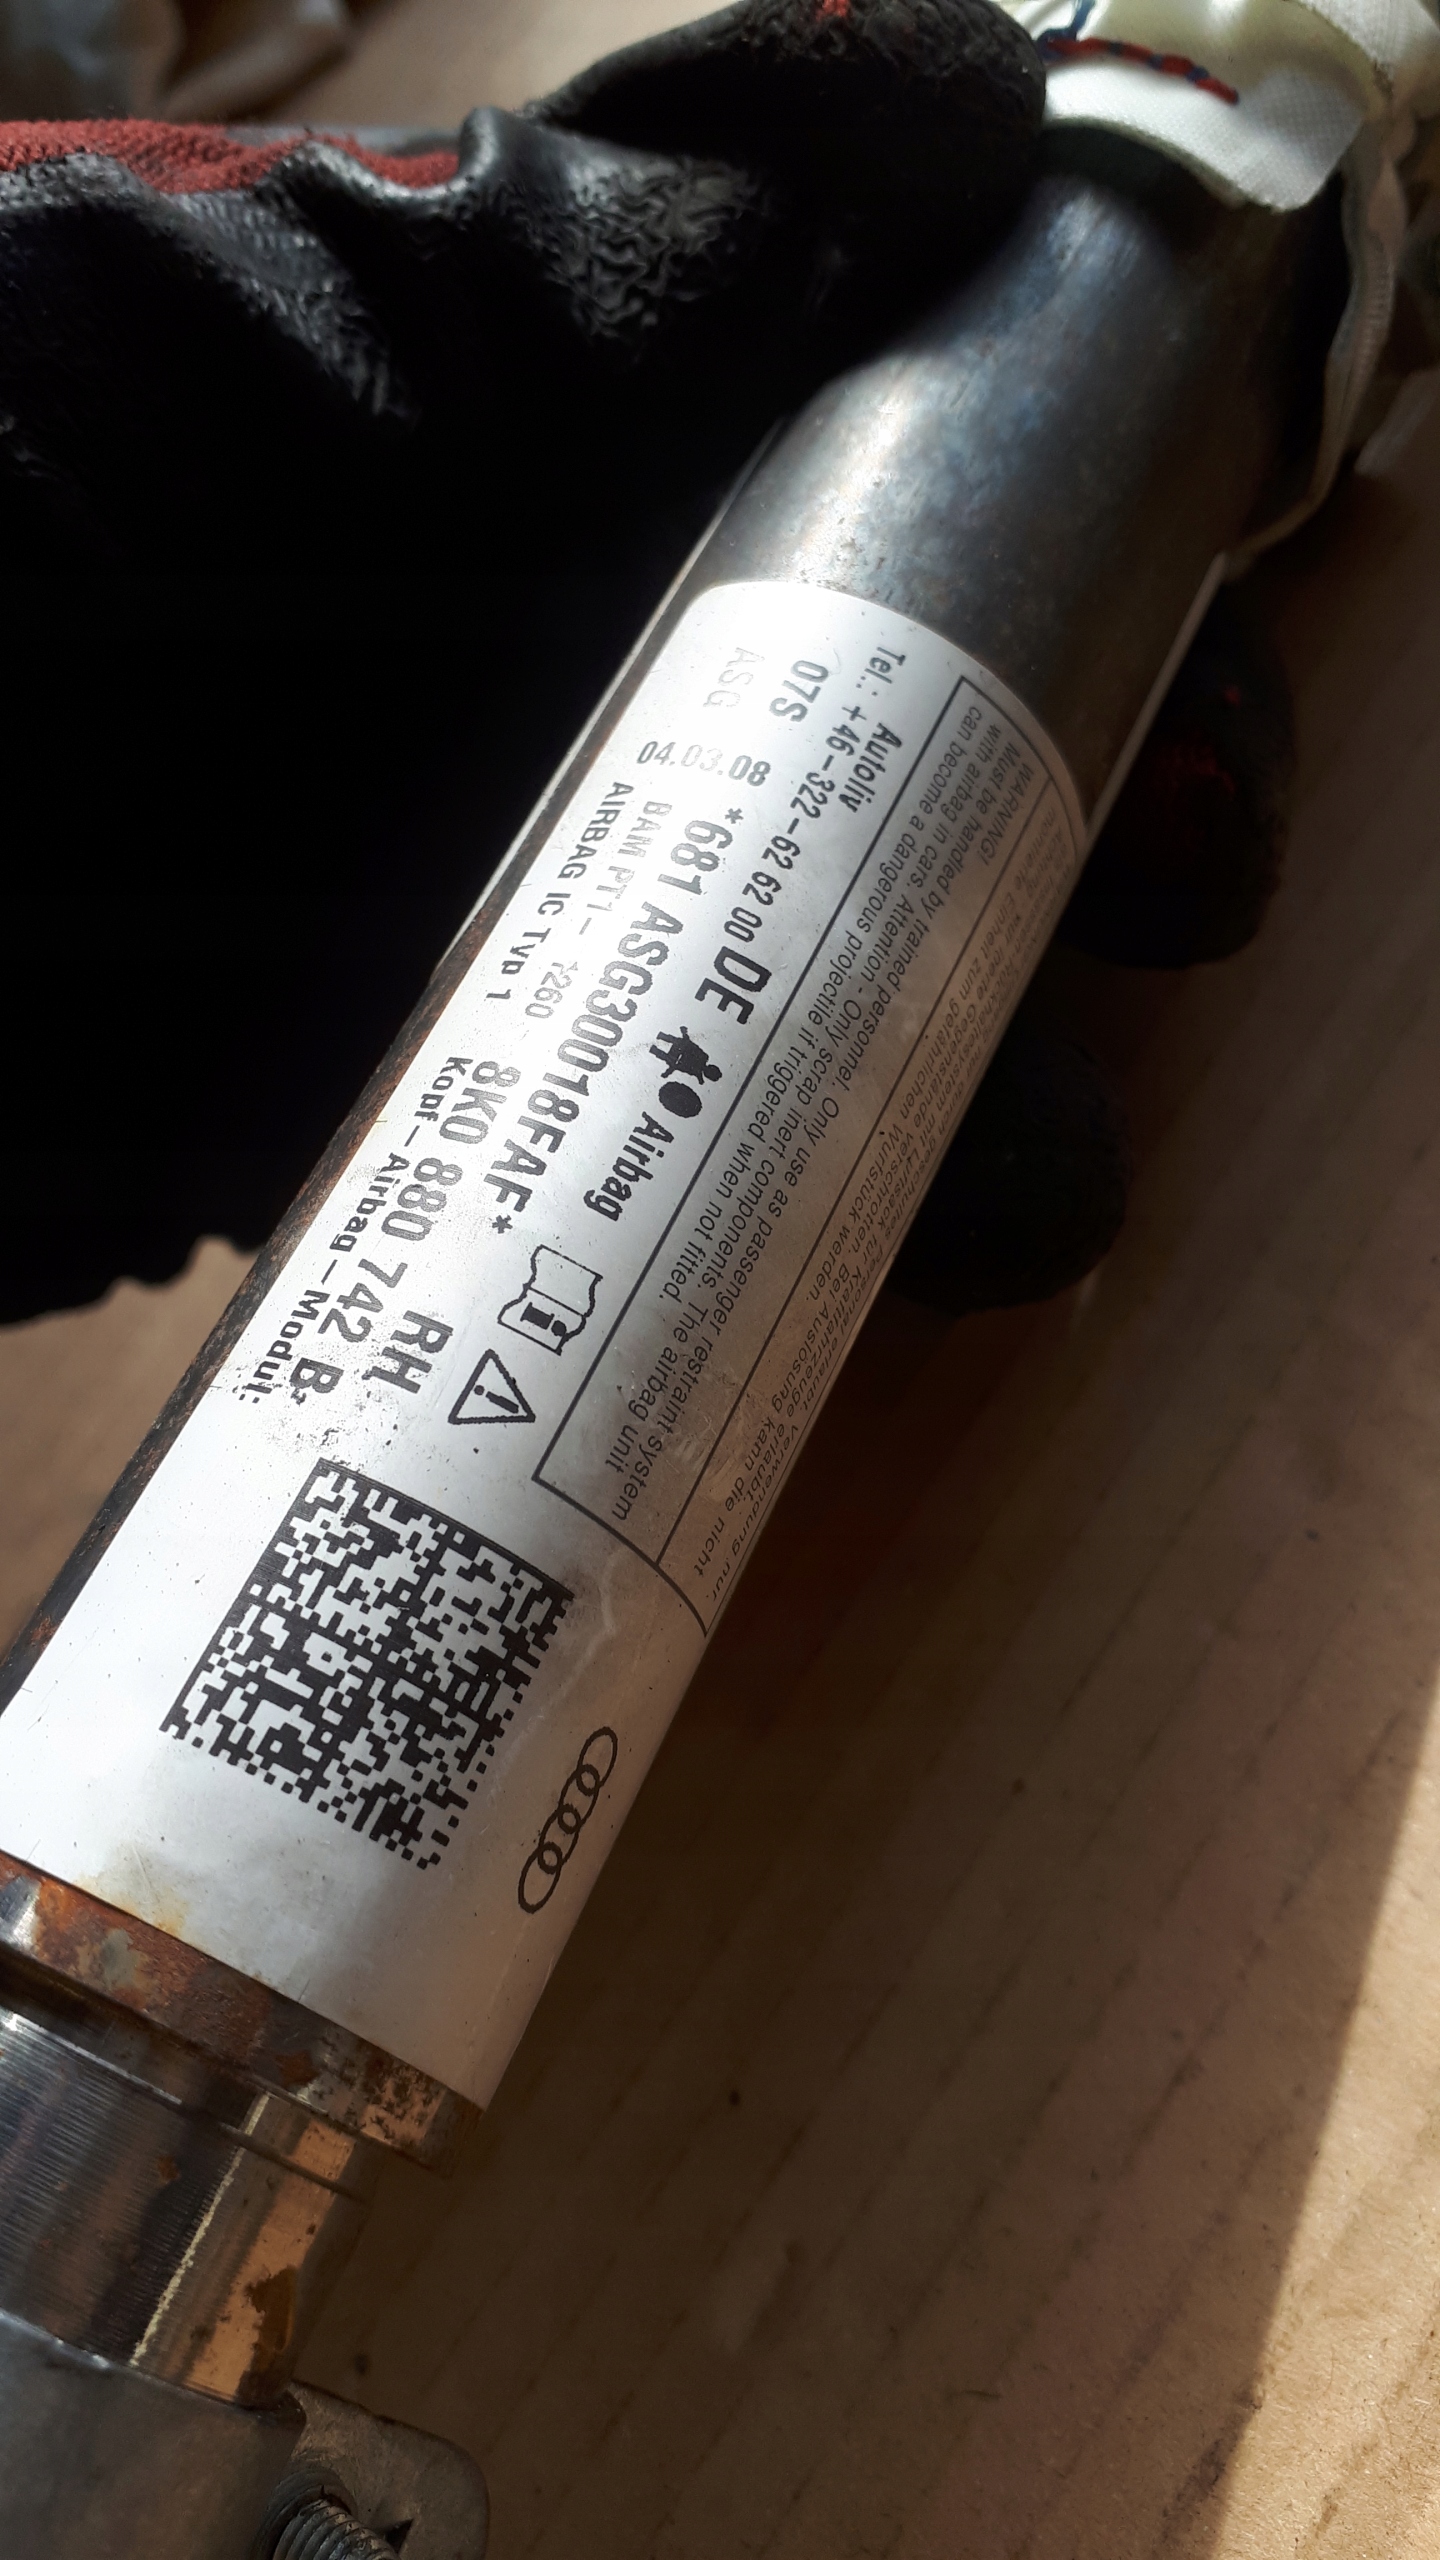 WARNING!
Must be handled by trained personnel. Only use as passenger restraint system
with airbag in cars. Attention - Only scrap inert components. The airbag unit
can become a dangerous projectile if triggered when not fitted.
Autoliv
Tel.: +46-322-62 62 00 DE Airbag
07S *681 ASG30018FAF*
ASG 04.03.08 BAM PT1- 1260 RH
AIRBAG IC Typ 1 8K0 880 742 B
Kopf-Airbag-Modul